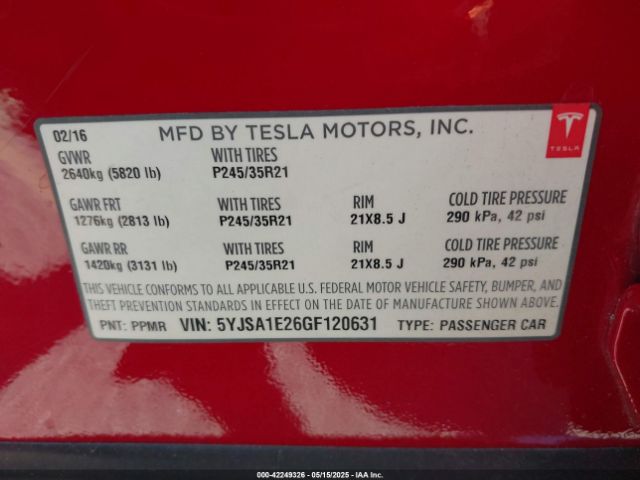 02/16 MFD BY TESLA MOTORS, INC.
TESLA
GVWR WITH TIRES
2640kg (5820 lb) P245/35R21
GAWR FRT WITH TIRES RIM COLD TIRE PRESSURE
1276kg (2813 lb) P245/35R21 21X8.5 J 290 kPa, 42 psi
GAWR RR WITH TIRES RIM COLD TIRE PRESSURE
1420kg (3131 lb) P245/35R21 21X8.5 J 290 kPa, 42 psi
THIS VEHICLE CONFORMS TO ALL APPLICABLE U.S. FEDERAL MOTOR VEHICLE SAFETY, BUMPER, AND
THEFT PREVENTION STANDARDS IN EFFECT ON THE DATE OF MANUFACTURE SHOWN ABOVE.
PNT: PPMR VIN: 5YJSA1E26GF120631 TYPE: PASSENGER CAR
000-42249326 - 05/15/2025 - IAA Inc.